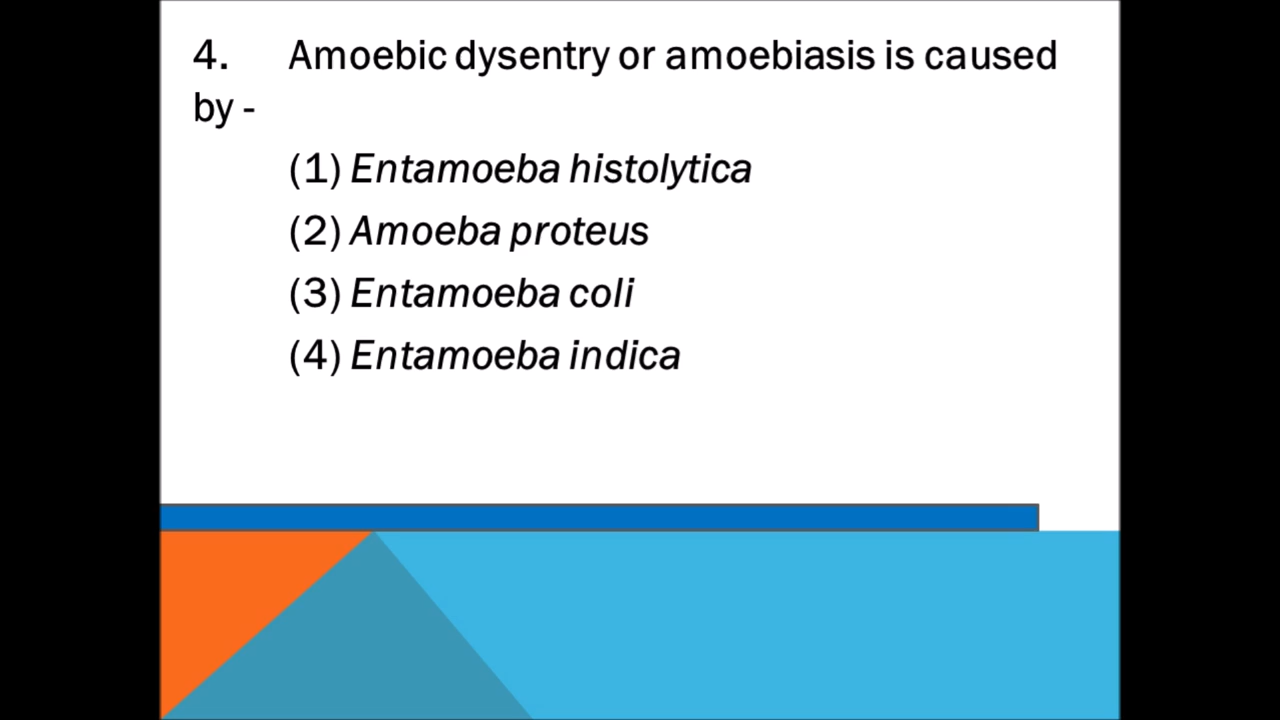 4. Amoebic dysentry or amoebiasis is caused
by -
(1) Entamoeba histolytica
(2) Amoeba proteus
(3) Entamoeba coli
(4) Entamoeba indica